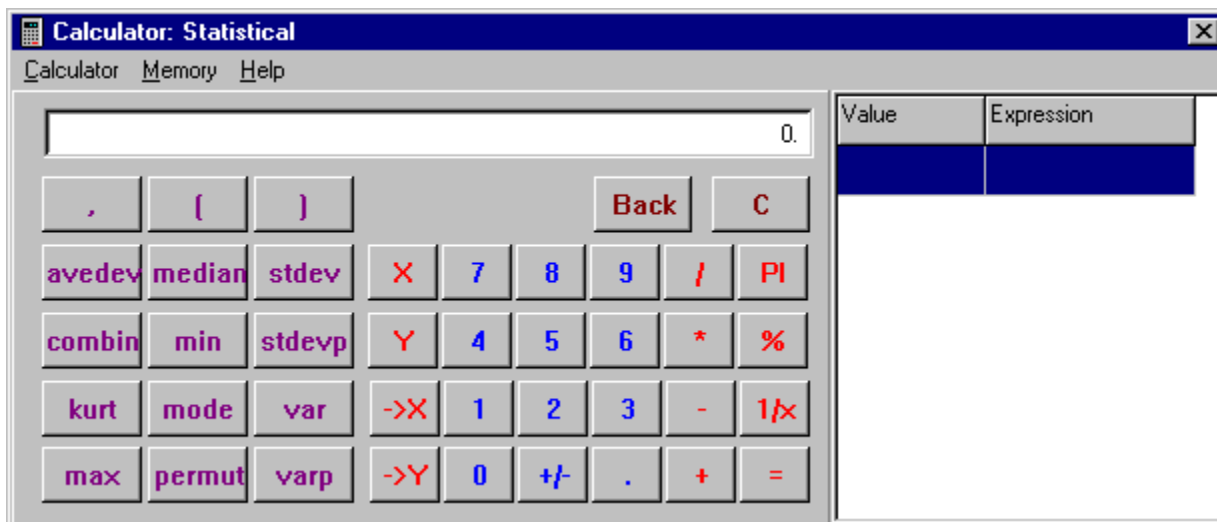 Calculator: Statistical
Calculator Memory Help
0.
Value Expression
, ( ) Back C
avedev median stdev X 7 8 9 / PI
combin min stdevp Y 4 5 6 * %
kurt mode var ->X 1 2 3 - 1/x
max permut varp ->Y 0 +/- . + =